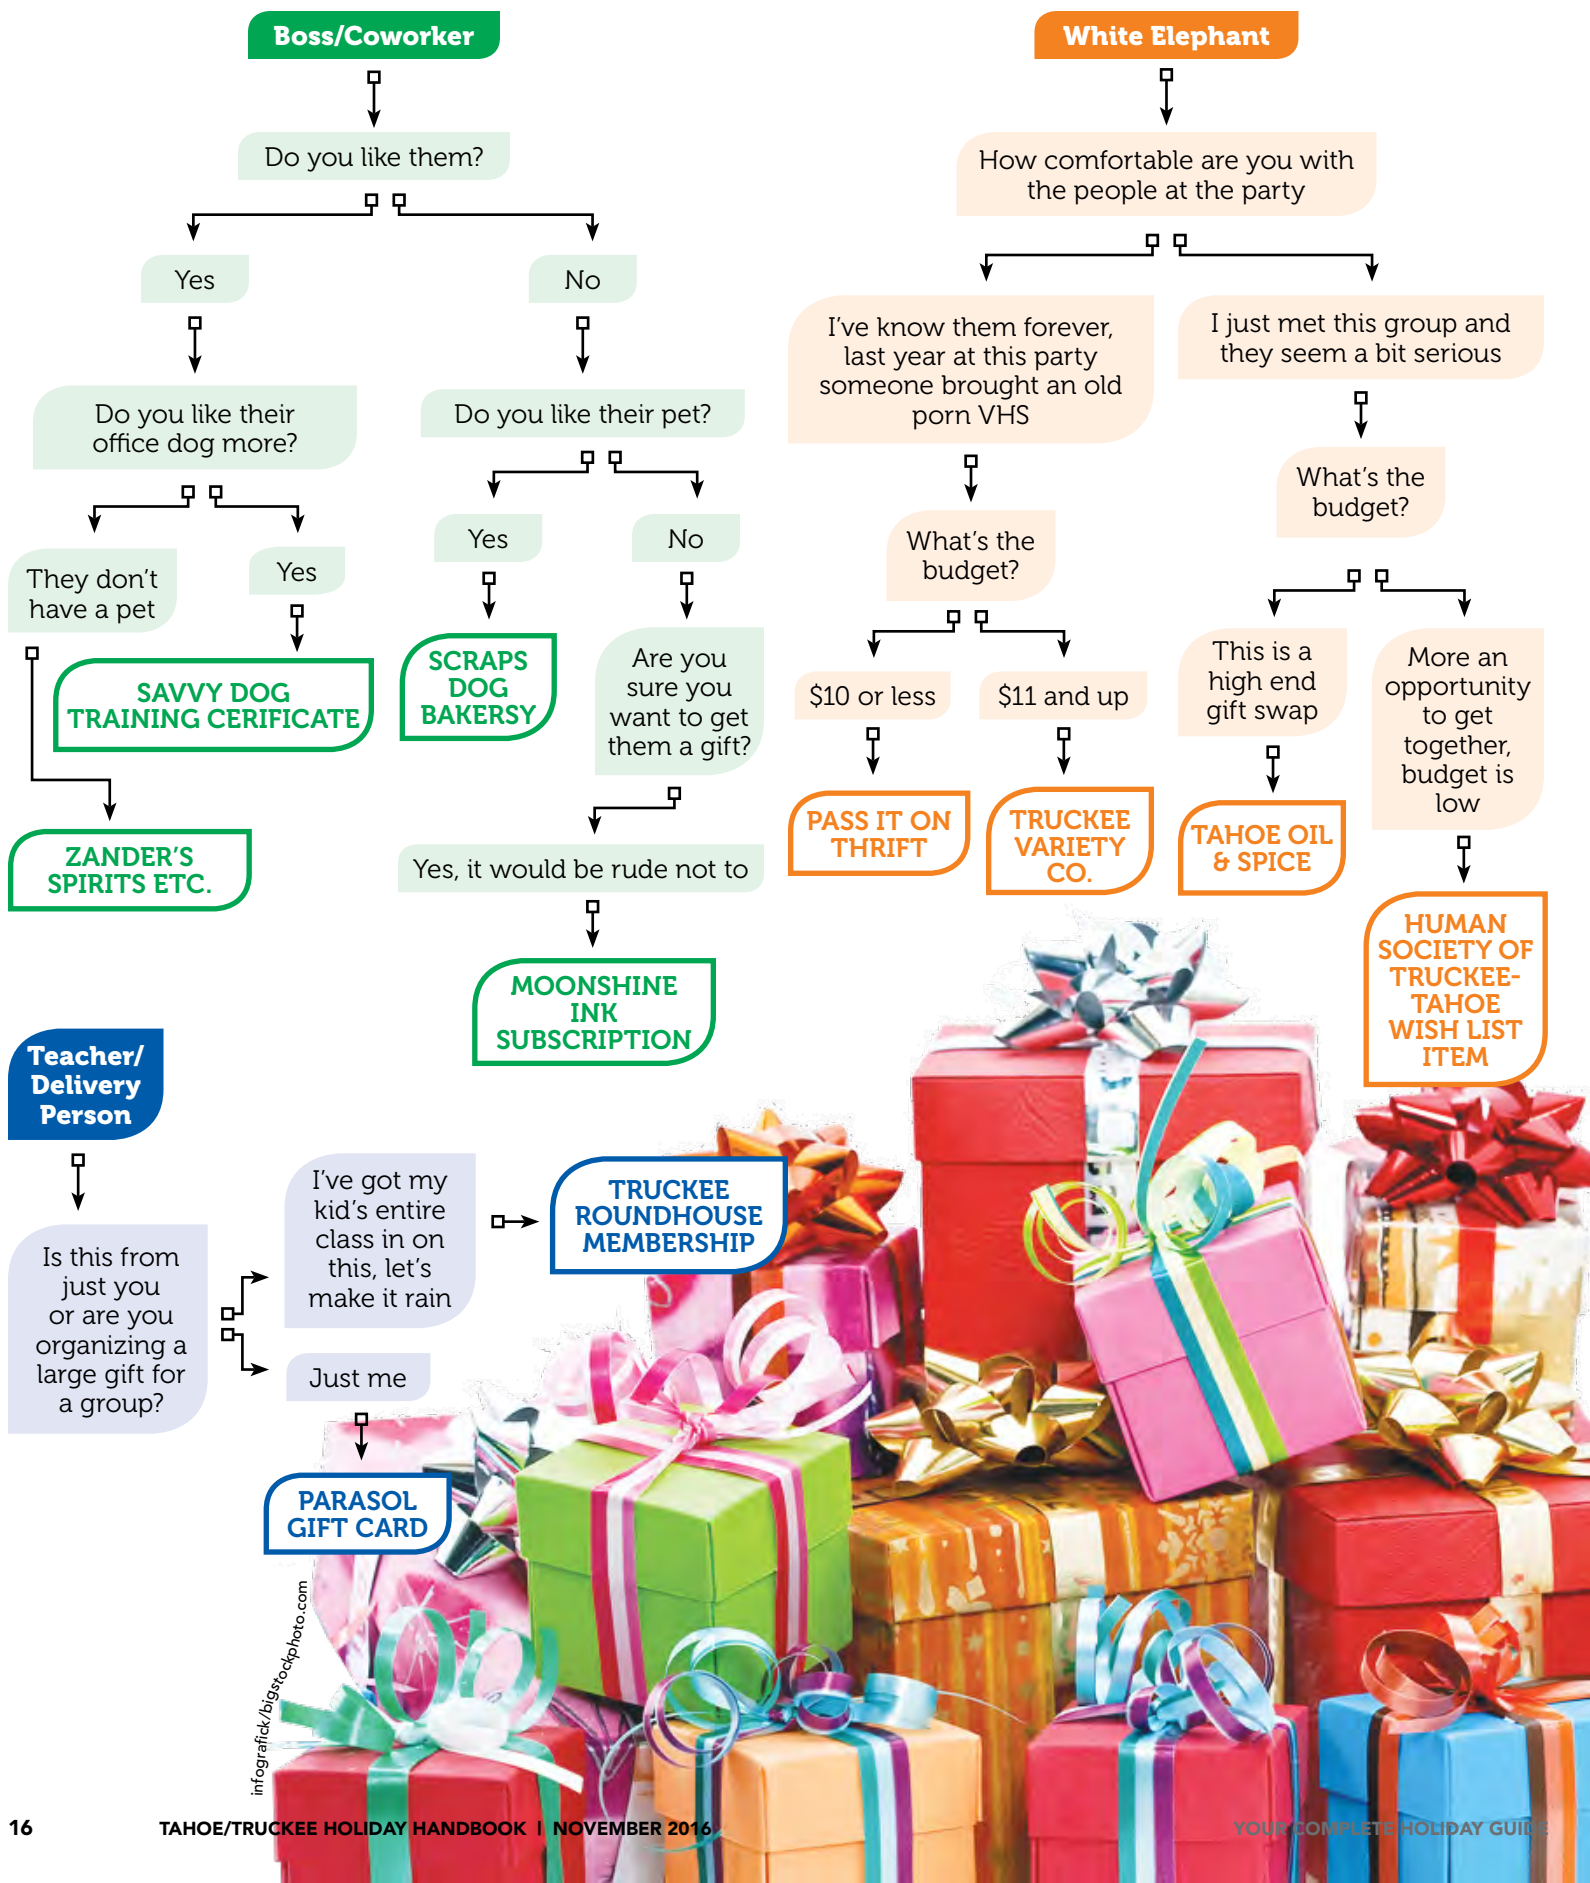 Boss/Coworker
Do you like them?
Yes
No
Do you like their
office dog more?
Do you like their pet?
They don't
have a pet
Yes
Yes
No
SAVVY DOG
TRAINING CERIFICATE
SCRAPS
DOG
BAKERSY
Are you
sure you
want to get
them a gift?
ZANDER'S
SPIRITS ETC.
Yes, it would be rude not to
MOONSHINE
INK
SUBSCRIPTION
White Elephant
How comfortable are you with
the people at the party
I've know them forever,
last year at this party
someone brought an old
porn VHS
I just met this group and
they seem a bit serious
What's the
budget?
What's the
budget?
$10 or less
$11 and up
This is a
high end
gift swap
More an
opportunity
to get
together,
budget is
low
PASS IT ON
THRIFT
TRUCKEE
VARIETY
CO.
TAHOE OIL
& SPICE
HUMAN
SOCIETY OF
TRUCKEE-
TAHOE
WISH LIST
ITEM
Teacher/
Delivery
Person
Is this from
just you
or are you
organizing a
large gift for
a group?
I've got my
kid's entire
class in on
this, let's
make it rain
TRUCKEE
ROUNDHOUSE
MEMBERSHIP
Just me
PARASOL
GIFT CARD
infografick/bigstockphoto.com
16 TAHOE/TRUCKEE HOLIDAY HANDBOOK | NOVEMBER 2016 YOUR COMPLETE HOLIDAY GUIDE